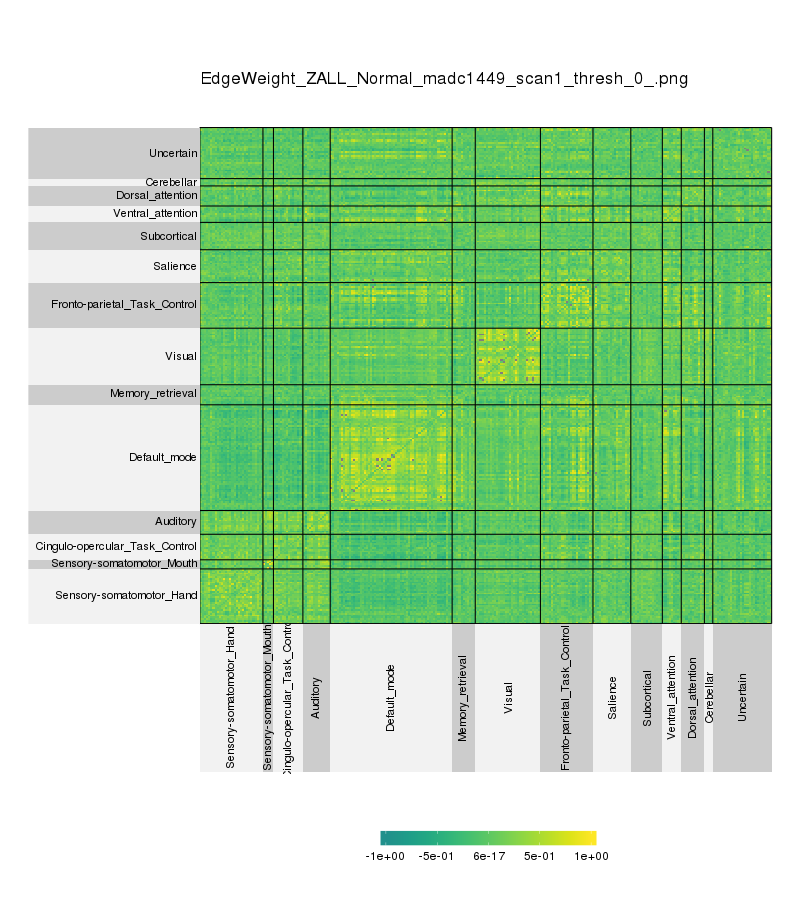 EdgeWeight_ZALL_Normal_madc1449_scan1_thresh_0_.png
Uncertain
Cerebellar
Dorsal_attention
Ventral_attention
Subcortical
Salience
Fronto-parietal_Task_Control
Visual
Memory_retrieval
Default_mode
Auditory
Cingulo-opercular_Task_Control
Sensory-somatomotor_Mouth
Sensory-somatomotor_Hand
Sensory-somatomotor_Hand
Sensory-somatomotor_Mouth
Cingulo-opercular_Task_Control
Auditory
Default_mode
Memory_retrieval
Visual
Fronto-parietal_Task_Control
Salience
Subcortical
Ventral_attention
Dorsal_attention
Cerebellar
Uncertain
-1e+00 -5e-01 6e-17 5e-01 1e+00